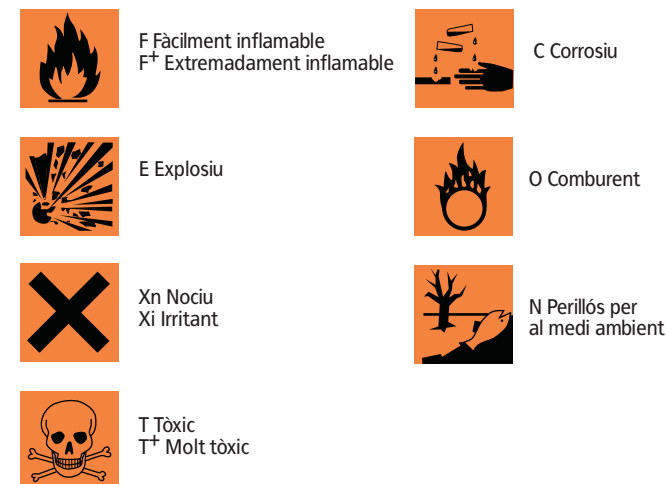 F Fàcilment inflamable
F+ Extremadament inflamable
C Corrosiu
E Explosiu
O Comburent
Xn Nociu
Xi Irritant
N Perillós per
al medi ambient
T Tòxic
T+ Molt tòxic